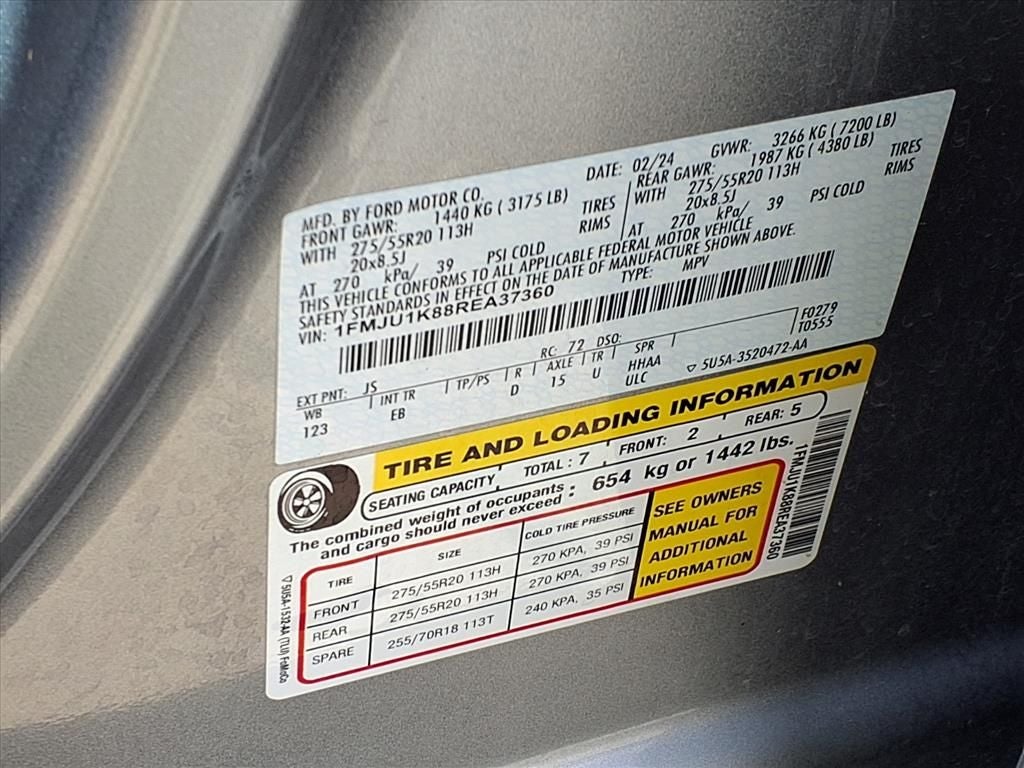 MFD. BY FORD MOTOR CO.
DATE: 02/24 GVWR: 3266 KG ( 7200 LB)
FRONT GAWR: 1440 KG ( 3175 LB)
WITH 275/55R20 113H TIRES
20x8.5J RIMS
AT 270 kPa/ 39 PSI COLD
REAR GAWR: 1987 KG ( 4380 LB)
WITH 275/55R20 113H TIRES
20x8.5J RIMS
AT 270 kPa/ 39 PSI COLD
THIS VEHICLE CONFORMS TO ALL APPLICABLE FEDERAL MOTOR VEHICLE
SAFETY STANDARDS IN EFFECT ON THE DATE OF MANUFACTURE SHOWN ABOVE.
VIN: 1FMJU1K88REA37360 TYPE: MPV
F0279
T0555
EXT PNT: JS RC: 72 DSO:
WB INT TR TP/PS R AXLE TR SPR
123 EB D 15 U HHAA
ULC
▽ 5U5A-3520472-AA
TIRE AND LOADING INFORMATION
SEATING CAPACITY TOTAL : 7 FRONT: 2 REAR: 5
The combined weight of occupants
and cargo should never exceed : 654 kg or 1442 lbs.
TIRE SIZE COLD TIRE PRESSURE
FRONT 275/55R20 113H 270 KPA, 39 PSI
REAR 275/55R20 113H 270 KPA, 39 PSI
SPARE 255/70R18 113T 240 KPA, 35 PSI
SEE OWNERS
MANUAL FOR
ADDITIONAL
INFORMATION
1FMJU1K88REA37360